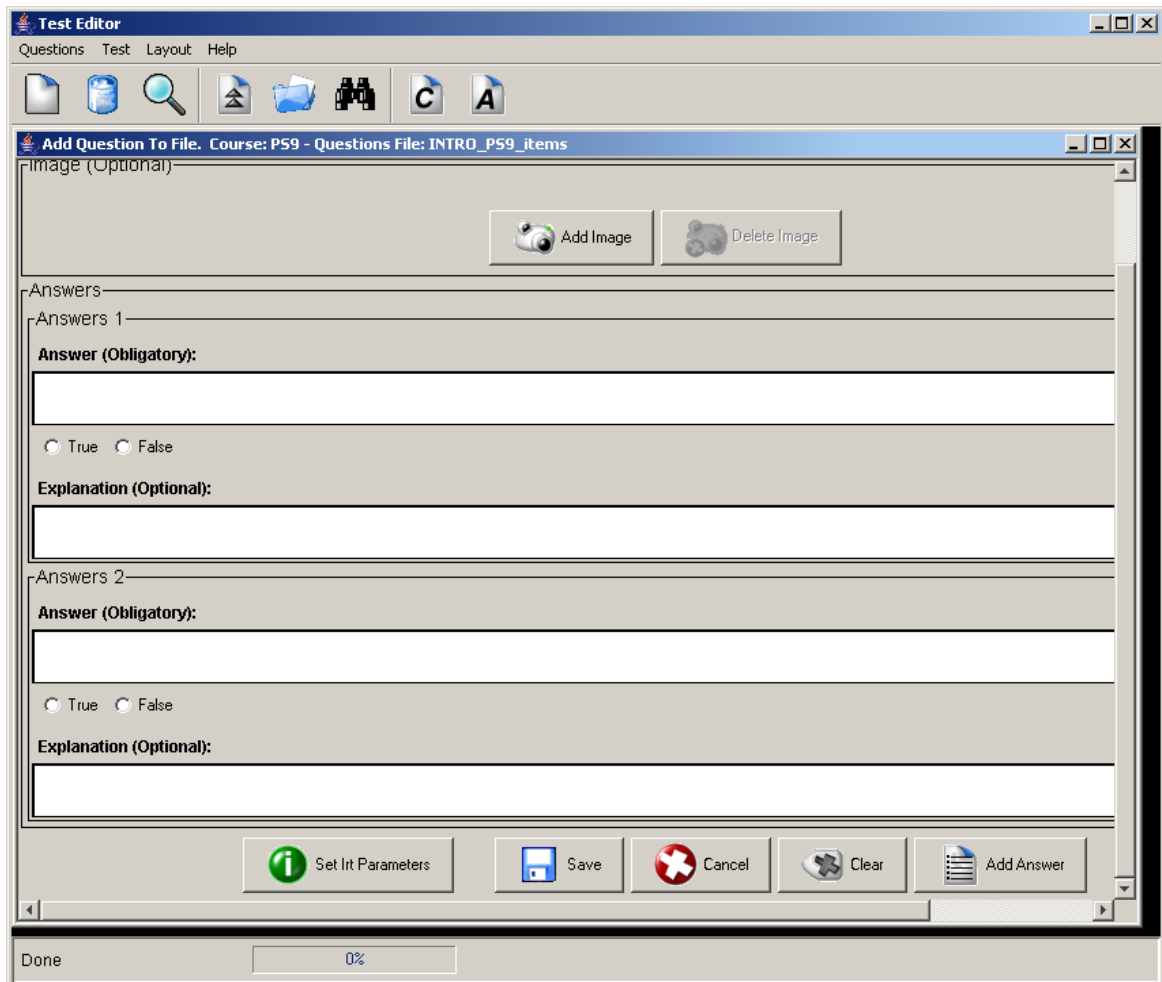 Test Editor
Questions Test Layout Help
C A
Add Question To File. Course: PS9 - Questions File: INTRO_PS9_items
Image (Optional)
Add Image Delete Image
Answers
Answers 1
Answer (Obligatory):
True False
Explanation (Optional):
Answers 2
Answer (Obligatory):
True False
Explanation (Optional):
Set Irt Parameters Save Cancel Clear Add Answer
Done 0%